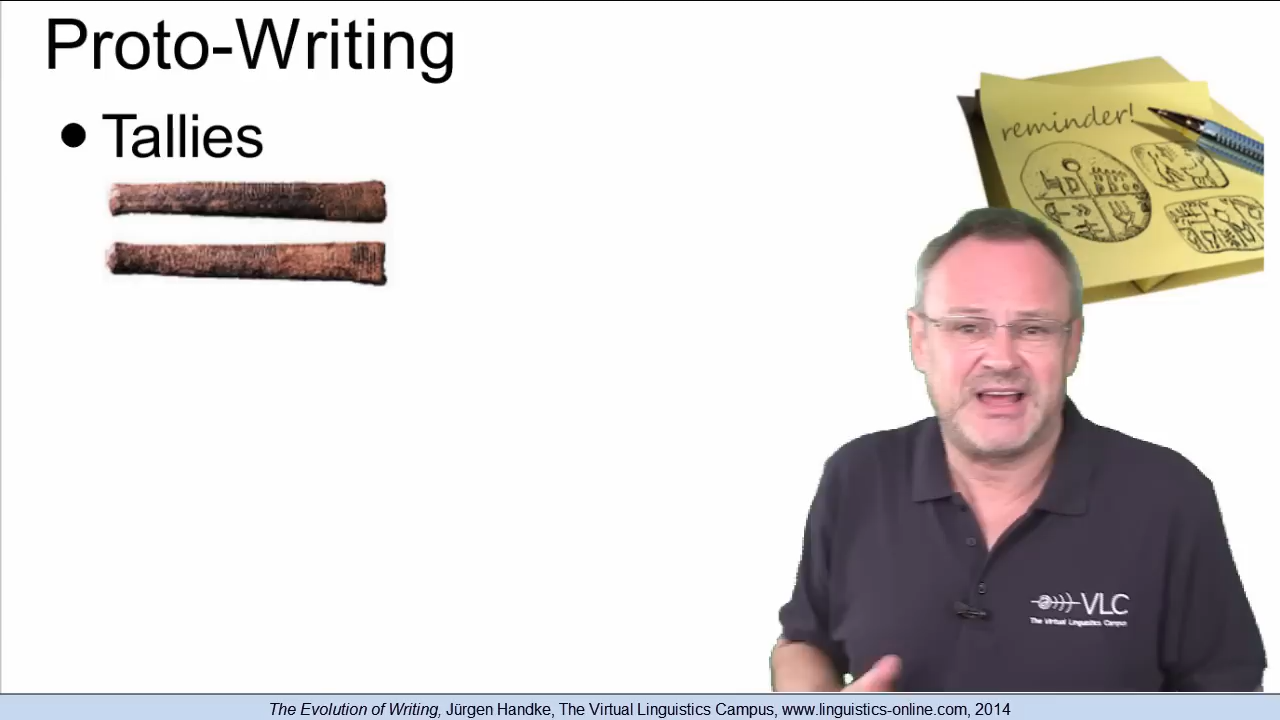 Proto-Writing
● Tallies
reminder!
VLC
The Virtual Linguistics Campus
The Evolution of Writing, Jürgen Handke, The Virtual Linguistics Campus, www.linguistics-online.com, 2014